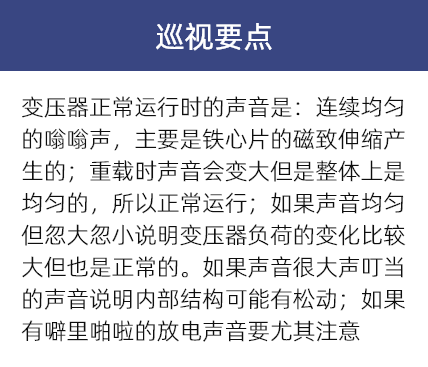 巡视要点
变压器正常运行时的声音是：连续均匀
的嗡嗡声，主要是铁心片的磁致伸缩产
生的；重载时声音会变大但是整体上是
均匀的，所以正常运行；如果声音均匀
但忽大忽小说明变压器负荷的变化比较
大但也是正常的。如果声音很大声叮当
的声音说明内部结构可能有松动；如果
有噼里啪啦的放电声音要尤其注意